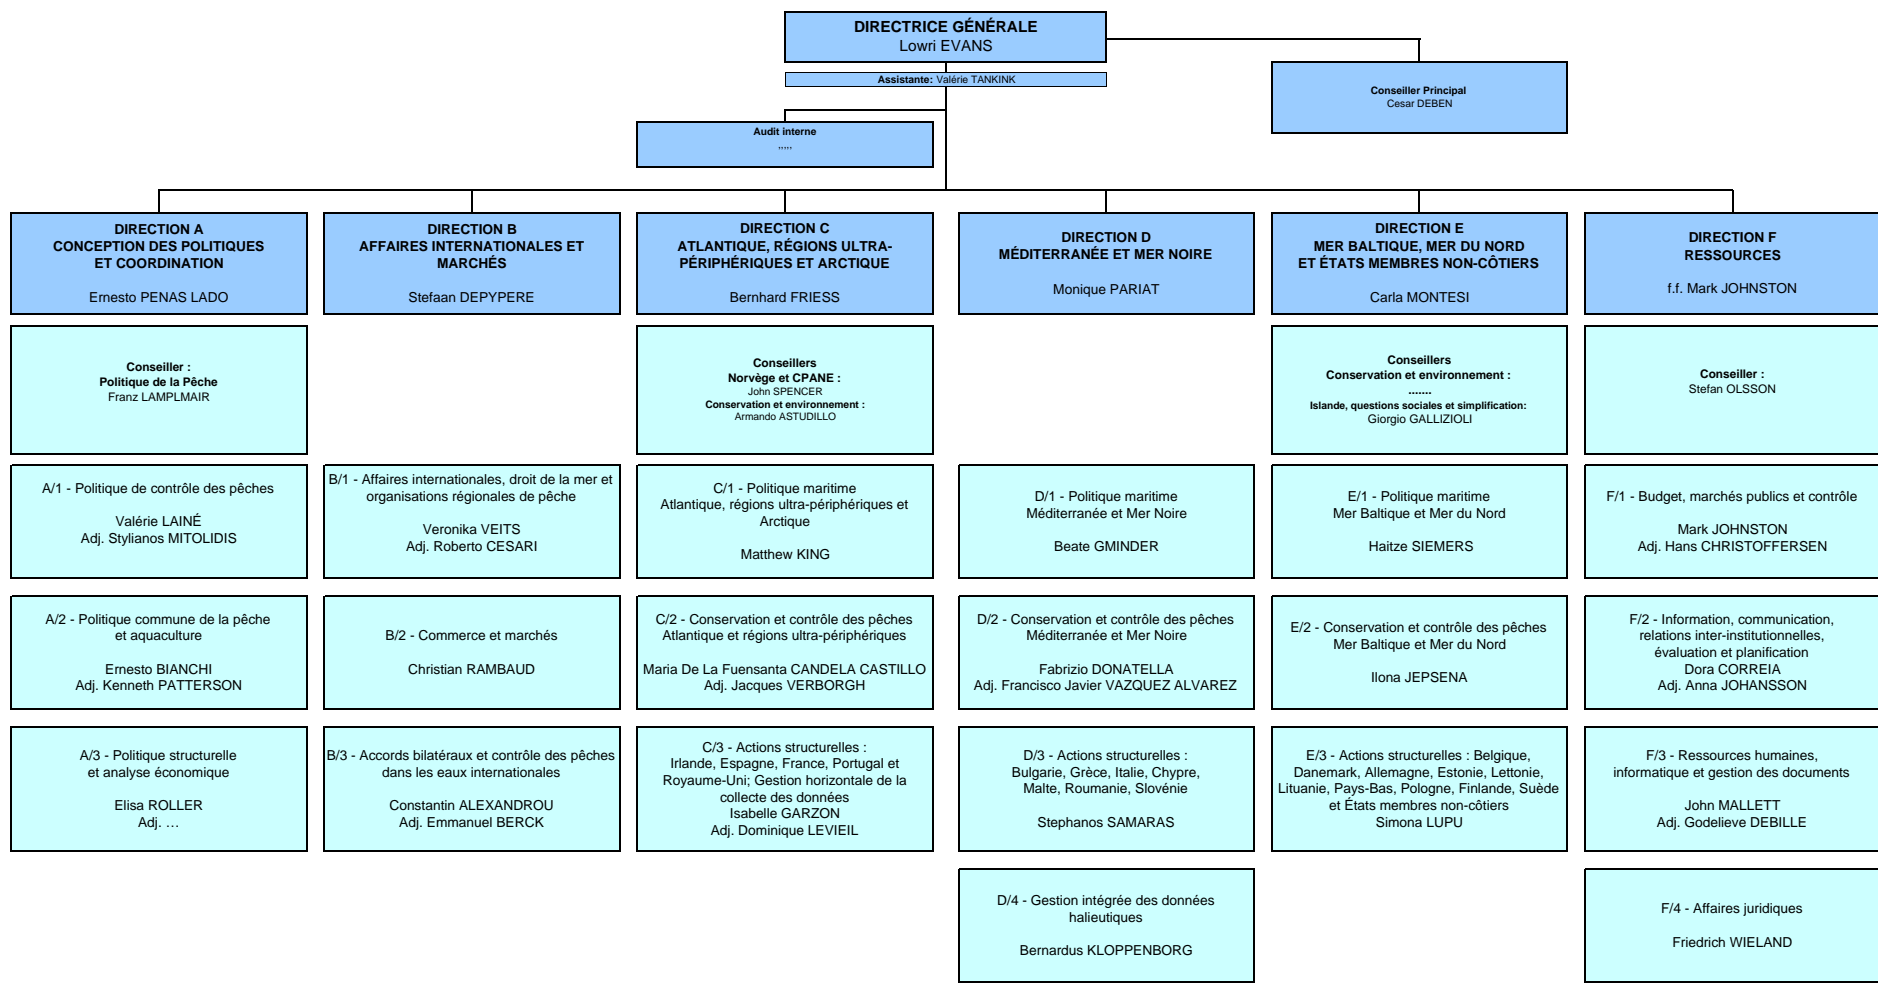 DIRECTRICE GÉNÉRALE
Lowri EVANS
Assistante: Valérie TANKINK
Conseiller Principal
Cesar DEBEN
Audit interne
,,,,,
DIRECTION A
CONCEPTION DES POLITIQUES
ET COORDINATION
Ernesto PENAS LADO
DIRECTION B
AFFAIRES INTERNATIONALES ET
MARCHÉS
Stefaan DEPYPERE
DIRECTION C
ATLANTIQUE, RÉGIONS ULTRA-
PÉRIPHÉRIQUES ET ARCTIQUE
Bernhard FRIESS
DIRECTION D
MÉDITERRANÉE ET MER NOIRE
Monique PARIAT
DIRECTION E
MER BALTIQUE, MER DU NORD
ET ÉTATS MEMBRES NON-CÔTIERS
Carla MONTESI
DIRECTION F
RESSOURCES
f.f. Mark JOHNSTON
Conseiller :
Politique de la Pêche
Franz LAMPLMAIR
Conseillers
Norvège et CPANE :
John SPENCER
Conservation et environnement :
Armando ASTUDILLO
Conseillers
Conservation et environnement :
.......
Islande, questions sociales et simplification:
Giorgio GALLIZIOLI
Conseiller :
Stefan OLSSON
A/1 - Politique de contrôle des pêches
Valérie LAINÉ
Adj. Stylianos MITOLIDIS
B/1 - Affaires internationales, droit de la mer et
organisations régionales de pêche
Veronika VEITS
Adj. Roberto CESARI
C/1 - Politique maritime
Atlantique, régions ultra-périphériques et
Arctique
Matthew KING
D/1 - Politique maritime
Méditerranée et Mer Noire
Beate GMINDER
E/1 - Politique maritime
Mer Baltique et Mer du Nord
Haitze SIEMERS
F/1 - Budget, marchés publics et contrôle
Mark JOHNSTON
Adj. Hans CHRISTOFFERSEN
A/2 - Politique commune de la pêche
et aquaculture
Ernesto BIANCHI
Adj. Kenneth PATTERSON
B/2 - Commerce et marchés
Christian RAMBAUD
C/2 - Conservation et contrôle des pêches
Atlantique et régions ultra-périphériques
Maria De La Fuensanta CANDELA CASTILLO
Adj. Jacques VERBORGH
D/2 - Conservation et contrôle des pêches
Méditerranée et Mer Noire
Fabrizio DONATELLA
Adj. Francisco Javier VAZQUEZ ALVAREZ
E/2 - Conservation et contrôle des pêches
Mer Baltique et Mer du Nord
Ilona JEPSENA
F/2 - Information, communication,
relations inter-institutionnelles,
évaluation et planification
Dora CORREIA
Adj. Anna JOHANSSON
A/3 - Politique structurelle
et analyse économique
Elisa ROLLER
Adj. …
B/3 - Accords bilatéraux et contrôle des pêches
dans les eaux internationales
Constantin ALEXANDROU
Adj. Emmanuel BERCK
C/3 - Actions structurelles :
Irlande, Espagne, France, Portugal et
Royaume-Uni; Gestion horizontale de la
collecte des données
Isabelle GARZON
Adj. Dominique LEVIEIL
D/3 - Actions structurelles :
Bulgarie, Grèce, Italie, Chypre,
Malte, Roumanie, Slovénie
Stephanos SAMARAS
E/3 - Actions structurelles : Belgique,
Danemark, Allemagne, Estonie, Lettonie,
Lituanie, Pays-Bas, Pologne, Finlande, Suède
et États membres non-côtiers
Simona LUPU
F/3 - Ressources humaines,
informatique et gestion des documents
John MALLETT
Adj. Godelieve DEBILLE
D/4 - Gestion intégrée des données
halieutiques
Bernardus KLOPPENBORG
F/4 - Affaires juridiques
Friedrich WIELAND